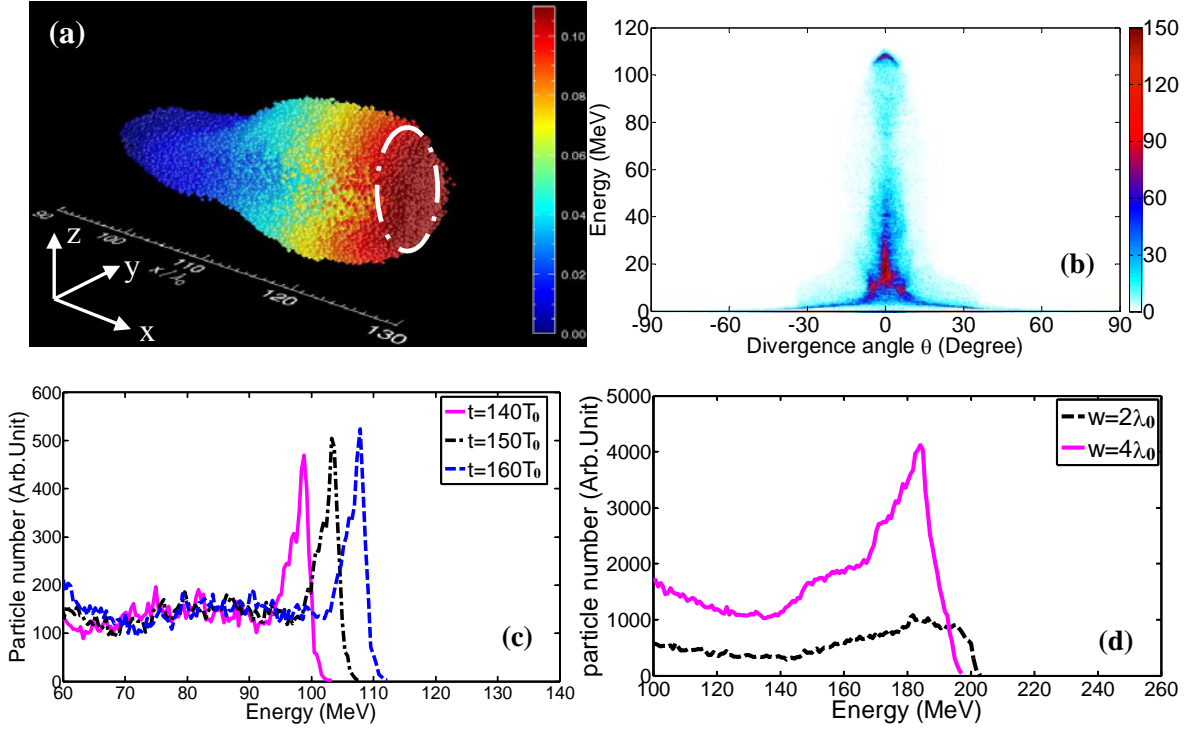 (a)
0.10
0.08
0.06
0.04
0.02
0.00
90
100
110
120
130
x/λ₀
z
y
x
120
100
80
60
40
20
0
Energy (MeV)
-90 -60 -30 0 30 60 90
Divergence angle θ (Degree)
(b)
150
120
90
60
30
0
600
500
400
300
200
100
0
Particle number (Arb.Unit)
t=140T₀
t=150T₀
t=160T₀
(c)
60 70 80 90 100 110 120 130 140
Energy (MeV)
5000
4000
3000
2000
1000
0
particle number (Arb.Unit)
w=2λ₀
w=4λ₀
(d)
100 120 140 160 180 200 220 240 260
Energy (MeV)